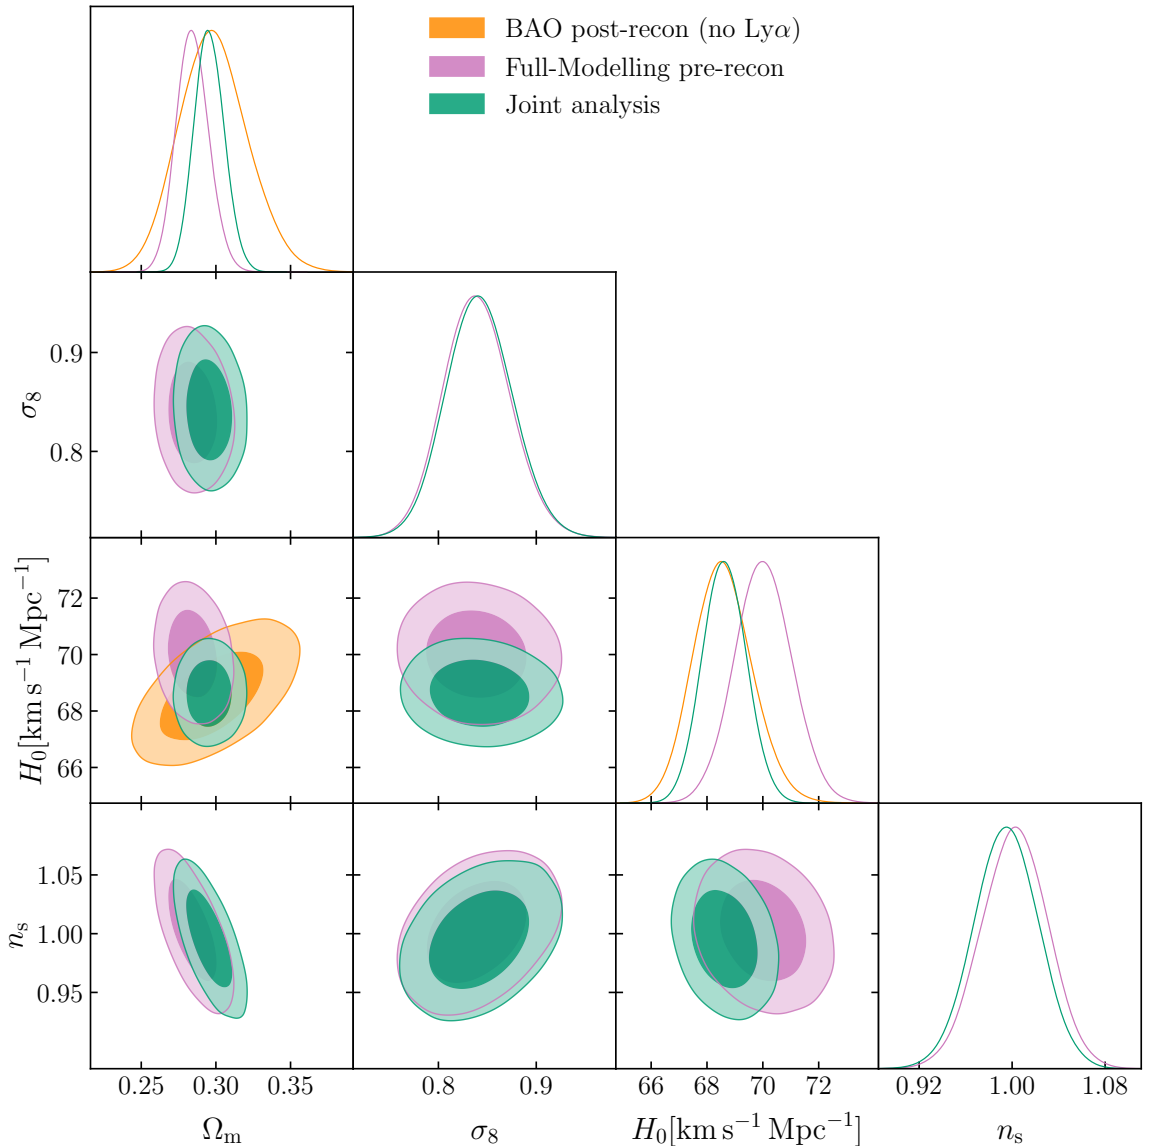 BAO post-recon (no Lyα)
Full-Modelling pre-recon
Joint analysis
0.9
0.8
σ₈
72
70
68
66
H₀[km s⁻¹ Mpc⁻¹]
1.05
1.00
0.95
nₛ
0.25 0.30 0.35
0.8 0.9
66 68 70 72
0.92 1.00 1.08
Ωₘ
σ₈
H₀[km s⁻¹ Mpc⁻¹]
nₛ